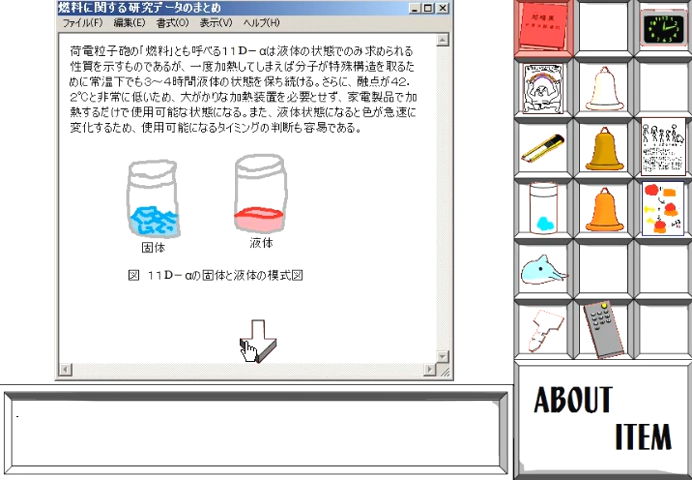 燃料に関する研究データのまとめ
ファイル(F) 編集(E) 書式(O) 表示(V) ヘルプ(H)
荷電粒子砲の「燃料」とも呼べる11D-αは液体の状態でのみ求められる
性質を示すものであるが、一度加熱してしまえば分子が特殊構造を取るため
に常温下でも3～4時間液体の状態を保ち続ける。さらに、融点が42.
2℃と非常に低いため、大がかりな加熱装置を必要とせず、家電製品で加
熱するだけで使用可能な状態になる。また、液体状態になると色が急速に
変化するため、使用可能になるタイミングの判断も容易である。
固体
液体
図 11D-αの固体と液体の模式図
ABOUT
ITEM